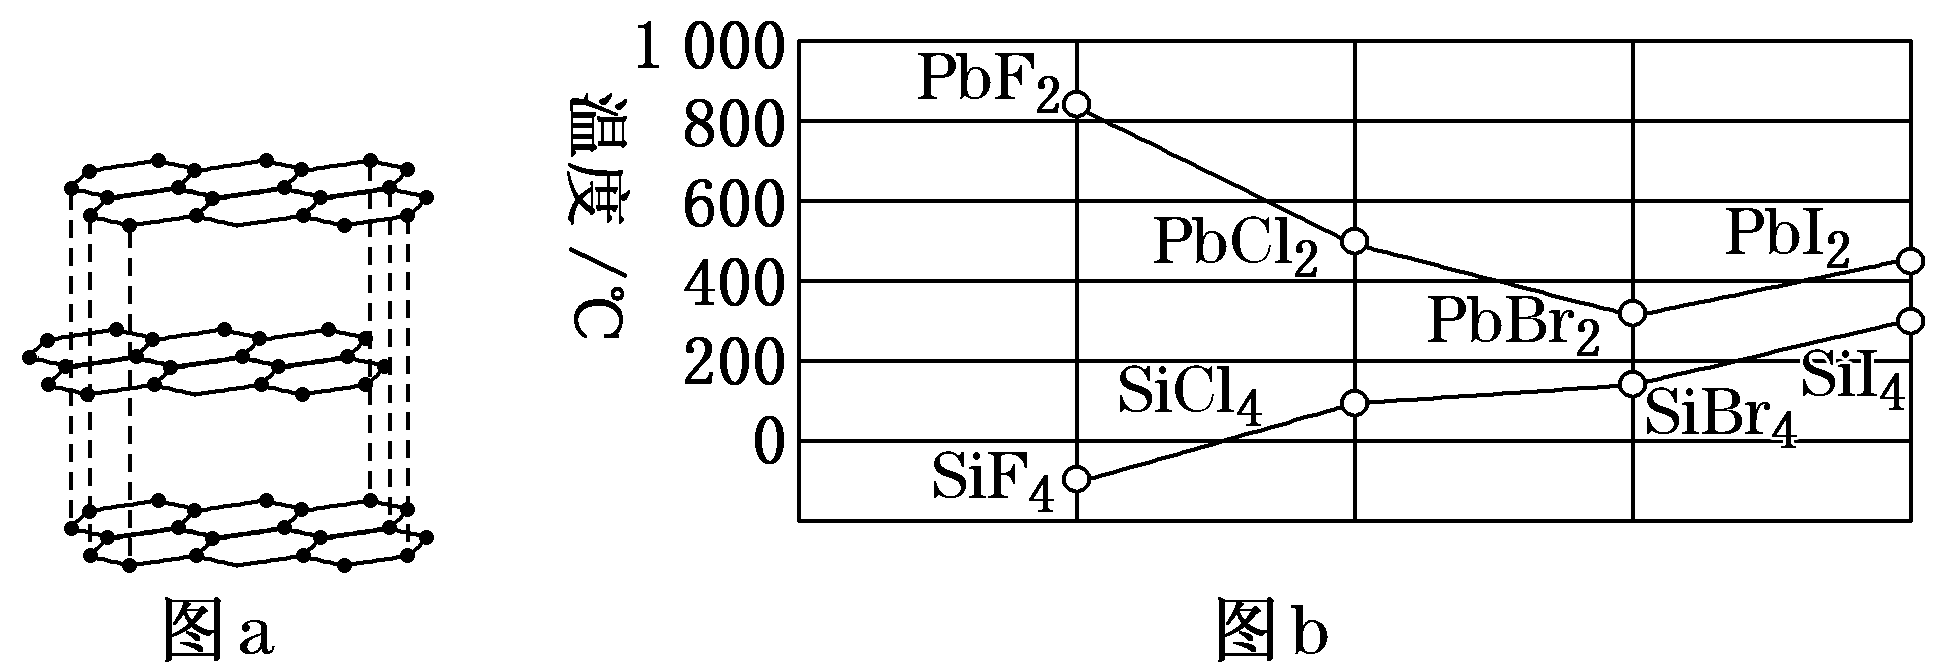 1 000
800
600
400
200
0
温度/℃
PbF₂
PbCl₂
PbBr₂
PbI₂
SiF₄
SiCl₄
SiBr₄
SiI₄
图a
图b